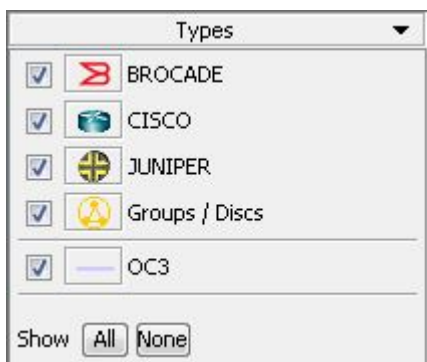 Types
BROCADE
CISCO
JUNIPER
Groups / Discs
OC3
Show All None